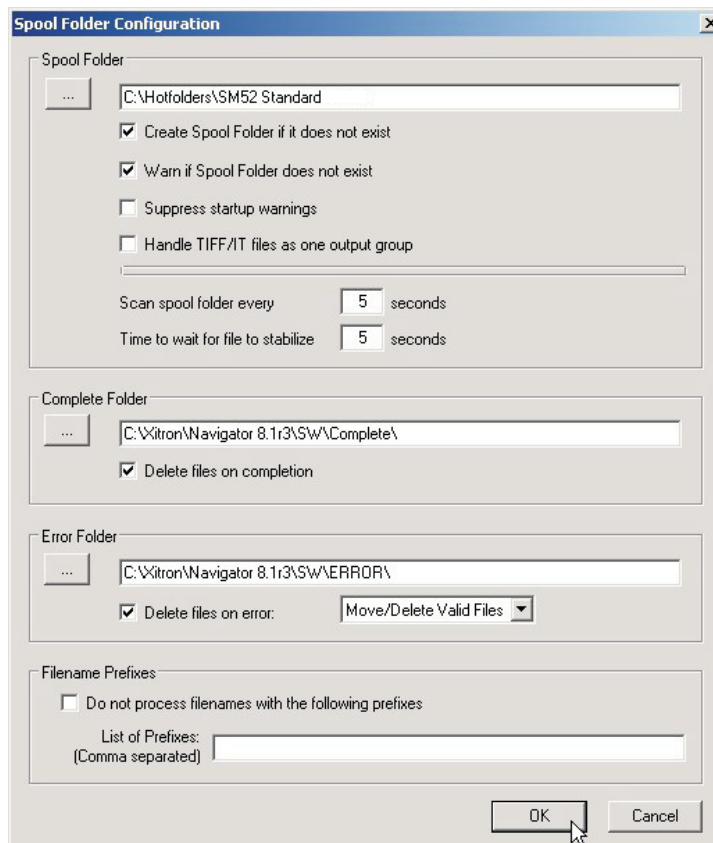 Spool Folder Configuration
Spool Folder
...
C:\Hotfolders\SM52 Standard
Create Spool Folder if it does not exist
Warn if Spool Folder does not exist
Suppress startup warnings
Handle TIFF/IT files as one output group
Scan spool folder every 5 seconds
Time to wait for file to stabilize 5 seconds
Complete Folder
...
C:\Xitron\Navigator 8.1r3\SW\Complete\
Delete files on completion
Error Folder
...
C:\Xitron\Navigator 8.1r3\SW\ERROR\
Delete files on error: Move/Delete Valid Files
Filename Prefixes
Do not process filenames with the following prefixes
List of Prefixes:
(Comma separated)
OK Cancel